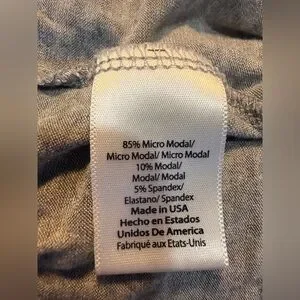 85% Micro Modal/
Micro Modal/ Micro Modal
10% Modal/
Modal/ Modal
5% Spandex/
Elastano/ Spandex
Made in USA
Hecho en Estados
Unidos De America
Fabriqué aux Etats-Unis